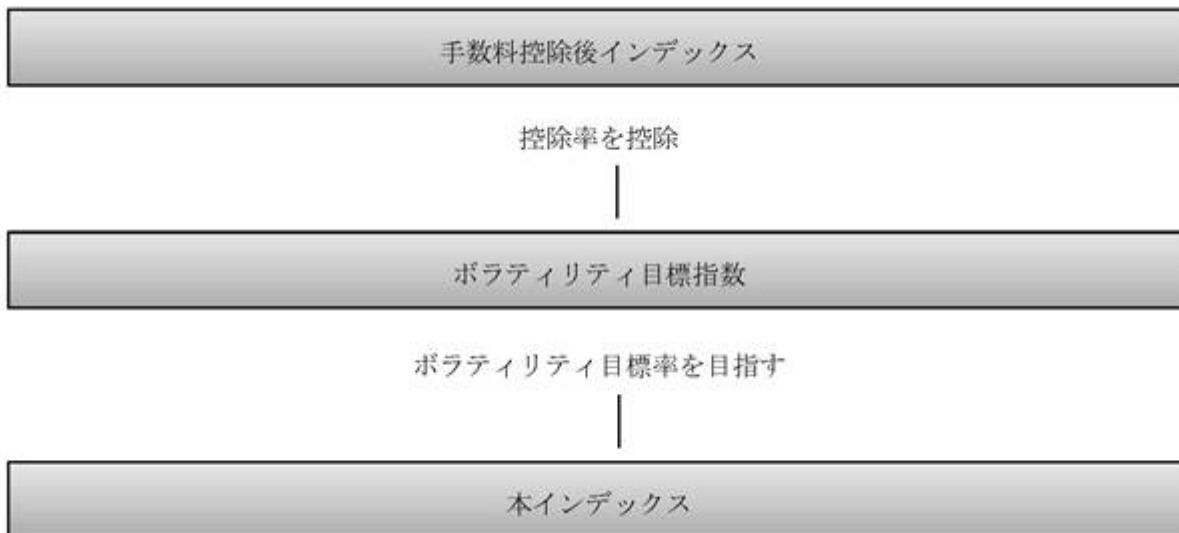 手数料控除後インデックス
控除率を控除
ボラティリティ目標指数
ボラティリティ目標率を目指す
本インデックス